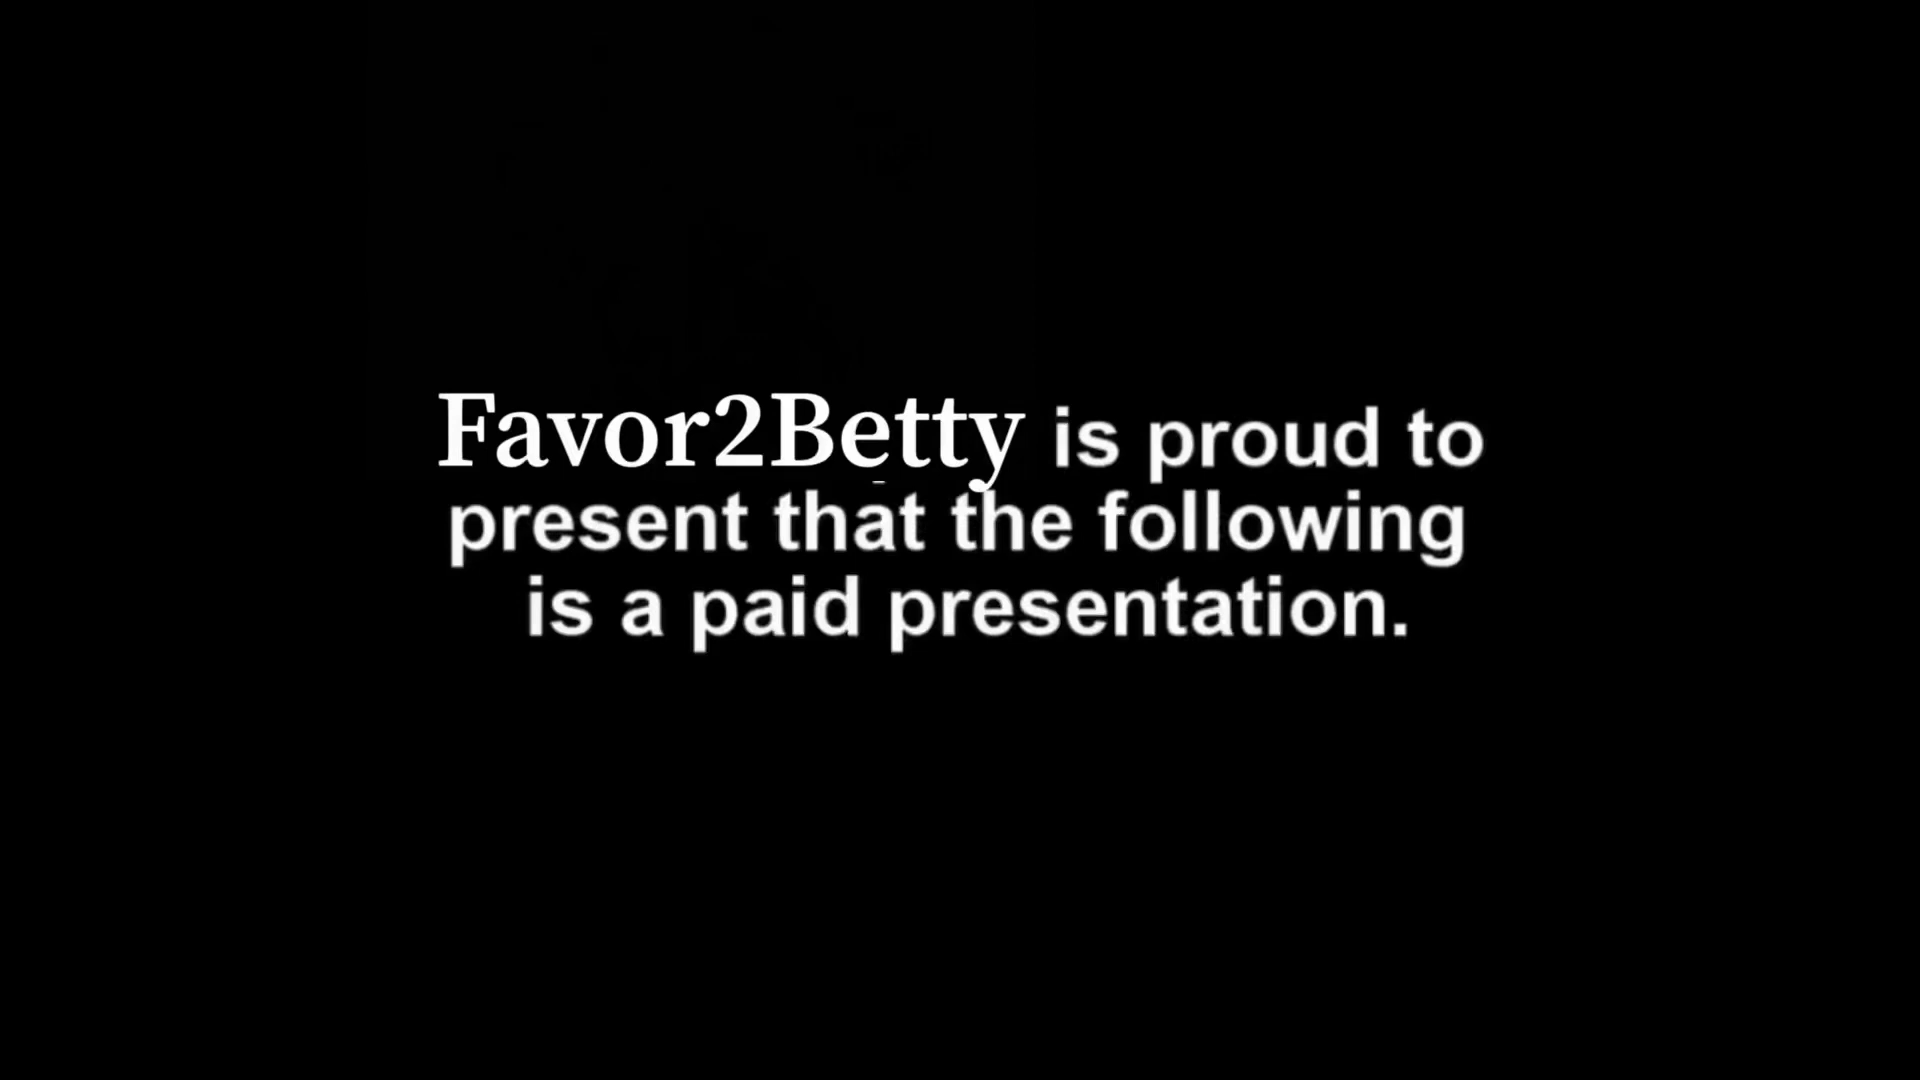 Favor2Betty is proud to
present that the following
is a paid presentation.